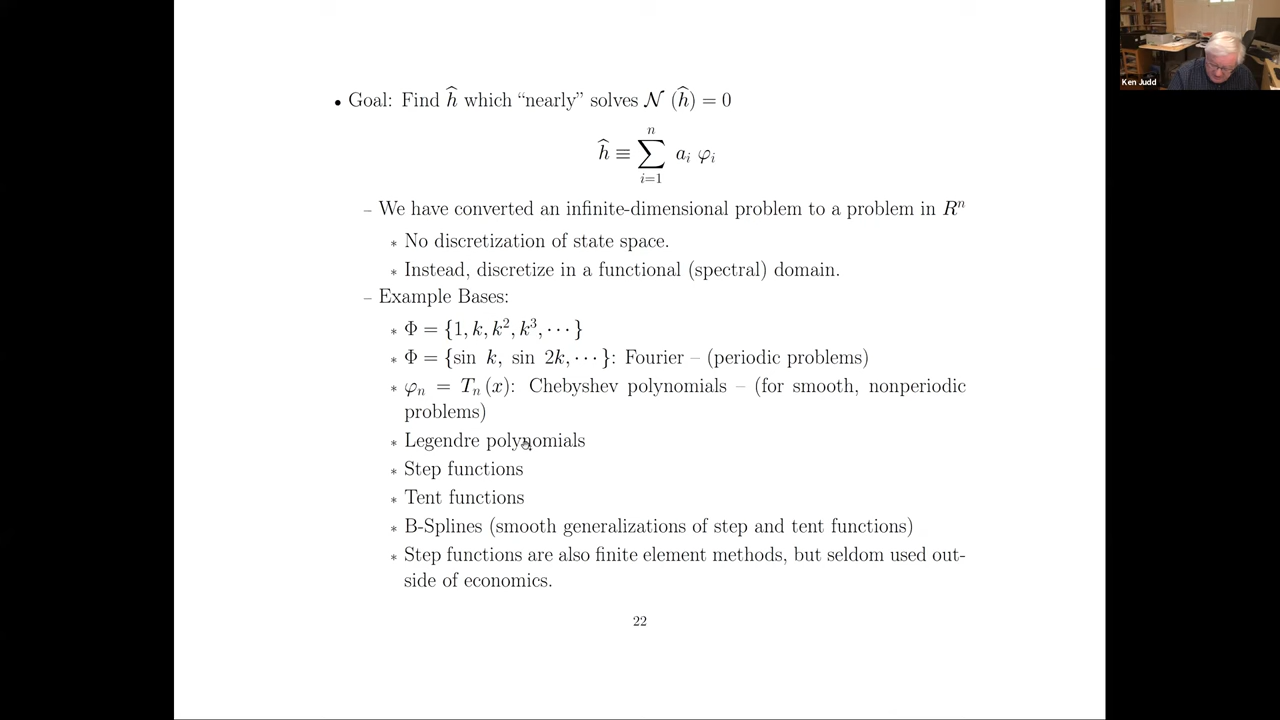 • Goal: Find ĥ which “nearly” solves 𝒩 (ĥ) = 0
ĥ ≡ ∑_{i=1}^{n} a_i φ_i
– We have converted an infinite-dimensional problem to a problem in Rⁿ
* No discretization of state space.
* Instead, discretize in a functional (spectral) domain.
– Example Bases:
* Φ = {1, k, k², k³, ···}
* Φ = {sin k, sin 2k, ···}: Fourier – (periodic problems)
* φ_n = T_n (x): Chebyshev polynomials – (for smooth, nonperiodic
problems)
* Legendre polynomials
* Step functions
* Tent functions
* B-Splines (smooth generalizations of step and tent functions)
* Step functions are also finite element methods, but seldom used out-
side of economics.
22
Ken Judd